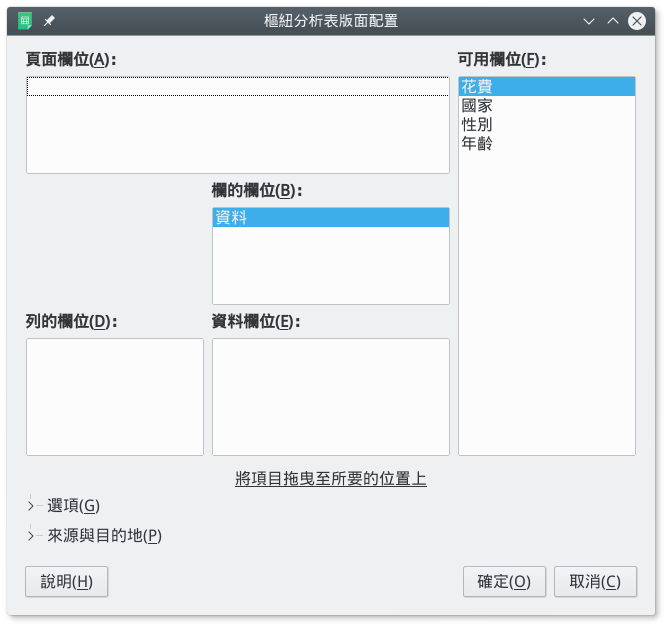 樞紐分析表版面配置
頁面欄位(A):
可用欄位(F):
花費
國家
性別
年齡
欄的欄位(B):
資料
列的欄位(D):
資料欄位(E):
將項目拖曳至所要的位置上
選項(G)
來源與目的地(P)
說明(H)
確定(O)
取消(C)